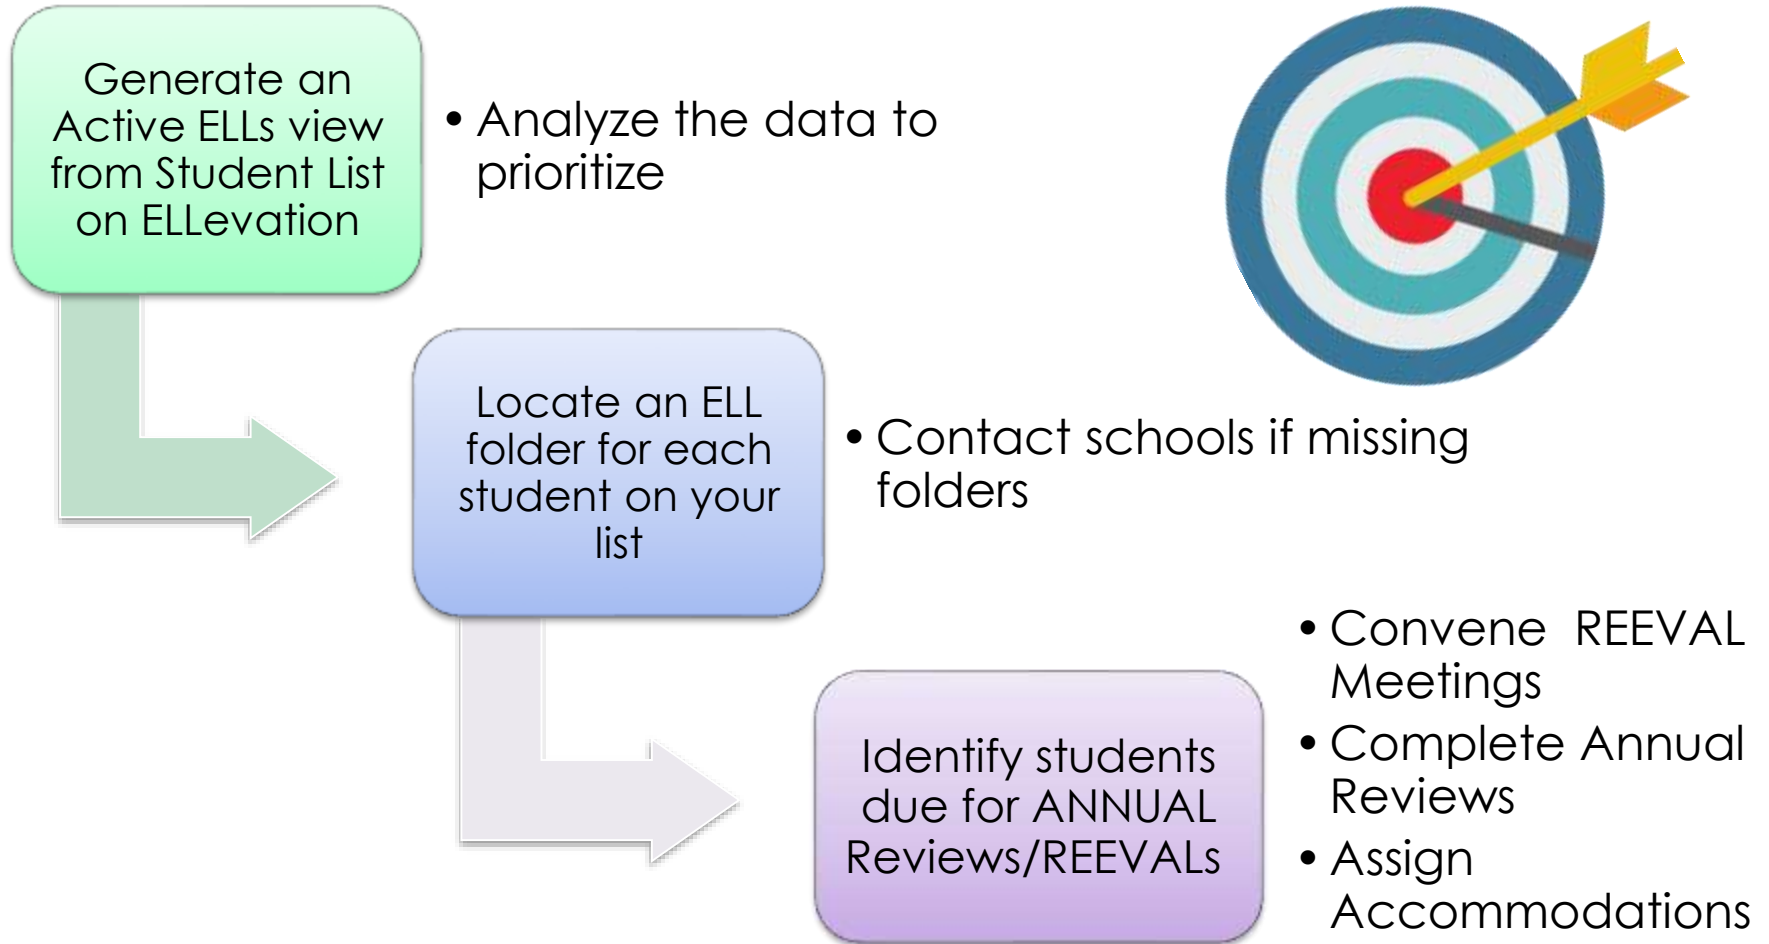 Generate an
Active ELLs view
from Student List
on ELLevation
• Analyze the data to
prioritize
Locate an ELL
folder for each
student on your
list
• Contact schools if missing
folders
Identify students
due for ANNUAL
Reviews/REEVALs
• Convene REEVAL
Meetings
• Complete Annual
Reviews
• Assign
Accommodations